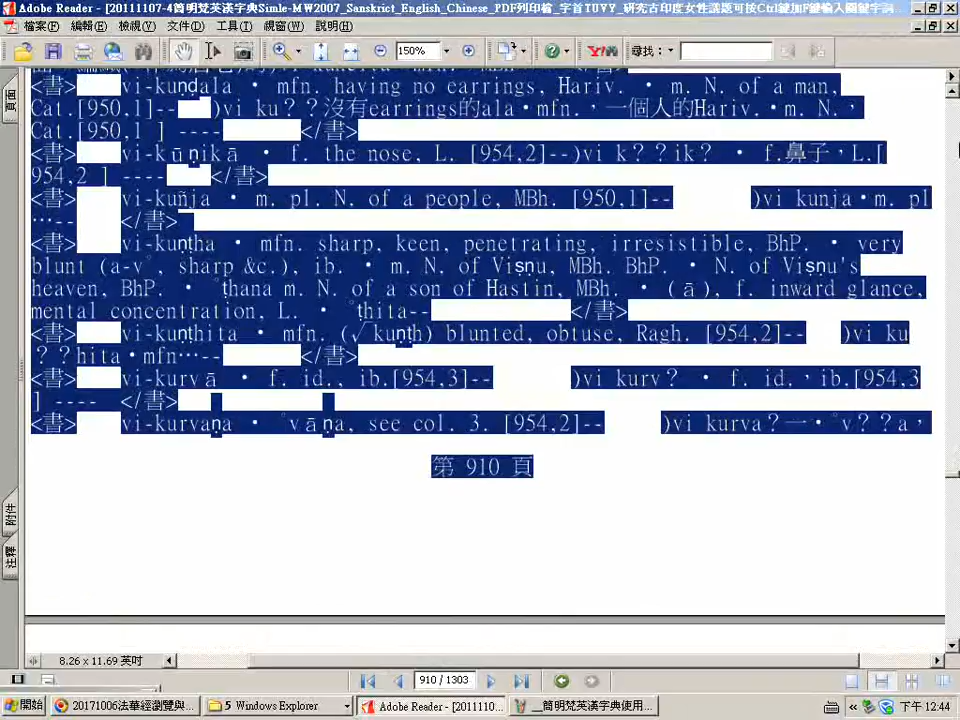 Adobe Reader - [20111107-4簡明梵英漢字典Simle-MW2007_Sanskrict_English_Chinese_PDF列印檔_字首TUVY_研究古印度女性議題可按Ctrl鍵加F鍵輸入關鍵字詞
檔案(F) 編輯(E) 檢視(V) 文件(D) 工具(T) 視窗(W) 說明(H)
150% Y! 尋找:
頁面
<書> vi-kuṇḍala ‧ mfn. having no earrings, Hariv. ‧ m. N. of a man,
Cat.[950,1]-- )vi ku？？沒有earrings的ala‧mfn.，一個人的Hariv.‧m. N.，
Cat.[950,1 ] ---- </書>
<書> vi-kūṇikā ‧ f. the nose, L. [954,2]--)vi k？？ik？ ‧ f.鼻子，L.[
954,2 ] ---- </書>
<書> vi-kuñja ‧ m. pl. N. of a people, MBh. [950,1]-- )vi kunja‧m. pl
…-- </書>
<書> vi-kuṇṭha ‧ mfn. sharp, keen, penetrating, irresistible, BhP. ‧ very
blunt (a-v°, sharp &c.), ib. ‧ m. N. of Viṣṇu, MBh. BhP. ‧ N. of Viṣṇu's
heaven, BhP. ‧ °ṭhana m. N. of a son of Hastin, MBh. ‧ (ā), f. inward glance,
mental concentration, L. ‧ °ṭhita-- </書>
<書> vi-kuṇṭhita ‧ mfn. (√kuṇṭh) blunted, obtuse, Ragh. [954,2]-- )vi ku
？？hita‧mfn…-- </書>
<書> vi-kurvā ‧ f. id., ib.[954,3]-- )vi kurv？ ‧ f. id.，ib.[954,3
] ---- </書>
<書> vi-kurvaṇa ‧ °vāṇa, see col. 3. [954,2]-- )vi kurva？一‧°v？？a，
第 910 頁
附件
注釋
8.26 x 11.69 英吋
910 / 1303
開始 20171006法華經瀏覽與... 5 Windows Explorer Adobe Reader - [2011110... __簡明梵英漢字典使用... 下午 12:44